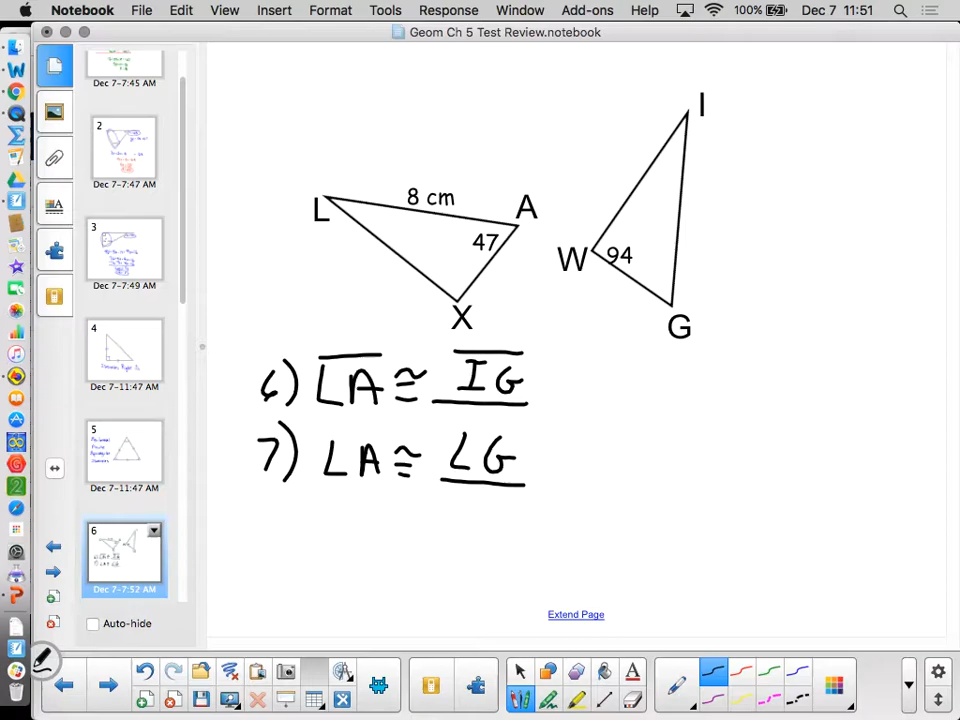 Notebook File Edit View Insert Format Tools Response Window Add-ons Help 100% Dec 7 11:51
Geom Ch 5 Test Review.notebook
Dec 7-7:45 AM
2
Dec 7-7:47 AM
3
Dec 7-7:49 AM
4
Dec 7-11:47 AM
5
Dec 7-11:47 AM
6
Dec 7-7:52 AM
Auto-hide
I
L 8 cm A
47
W 94
X
G
6) LA ≅ IG
7) ∠A ≅ ∠G
Extend Page